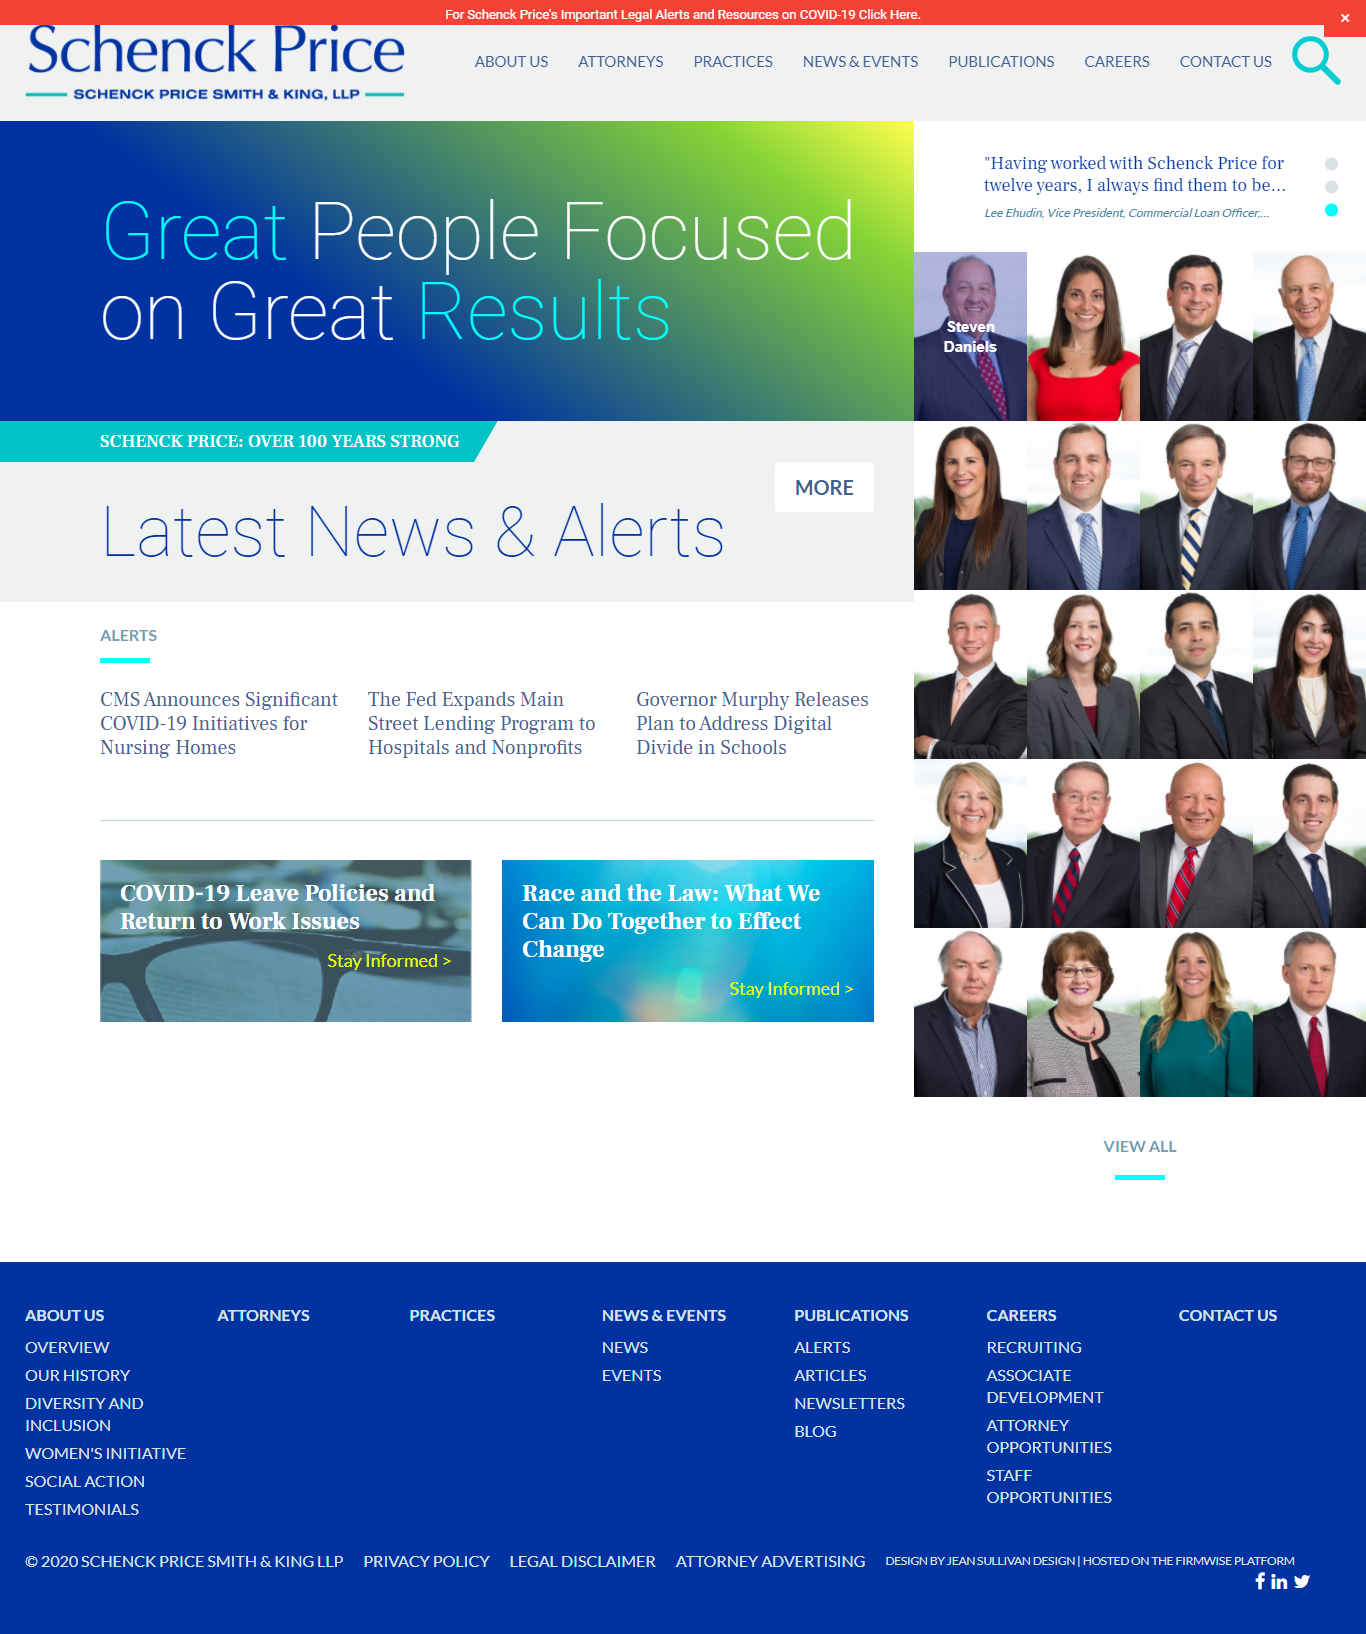 For Schenck Price's Important Legal Alerts and Resources on COVID-19 Click Here.
×
Schenck Price
SCHENCK PRICE SMITH & KING, LLP
ABOUT US
ATTORNEYS
PRACTICES
NEWS & EVENTS
PUBLICATIONS
CAREERS
CONTACT US
Great People Focused
on Great Results
"Having worked with Schenck Price for
twelve years, I always find them to be...
Lee Ehudin, Vice President, Commercial Loan Officer,...
Steven
Daniels
SCHENCK PRICE: OVER 100 YEARS STRONG
MORE
Latest News & Alerts
ALERTS
CMS Announces Significant
COVID-19 Initiatives for
Nursing Homes
The Fed Expands Main
Street Lending Program to
Hospitals and Nonprofits
Governor Murphy Releases
Plan to Address Digital
Divide in Schools
COVID-19 Leave Policies and
Return to Work Issues
Stay Informed >
Race and the Law: What We
Can Do Together to Effect
Change
Stay Informed >
VIEW ALL
ABOUT US
OVERVIEW
OUR HISTORY
DIVERSITY AND
INCLUSION
WOMEN'S INITIATIVE
SOCIAL ACTION
TESTIMONIALS
ATTORNEYS
PRACTICES
NEWS & EVENTS
NEWS
EVENTS
PUBLICATIONS
ALERTS
ARTICLES
NEWSLETTERS
BLOG
CAREERS
RECRUITING
ASSOCIATE
DEVELOPMENT
ATTORNEY
OPPORTUNITIES
STAFF
OPPORTUNITIES
CONTACT US
© 2020 SCHENCK PRICE SMITH & KING LLP
PRIVACY POLICY
LEGAL DISCLAIMER
ATTORNEY ADVERTISING
DESIGN BY JEAN SULLIVAN DESIGN | HOSTED ON THE FIRMWISE PLATFORM